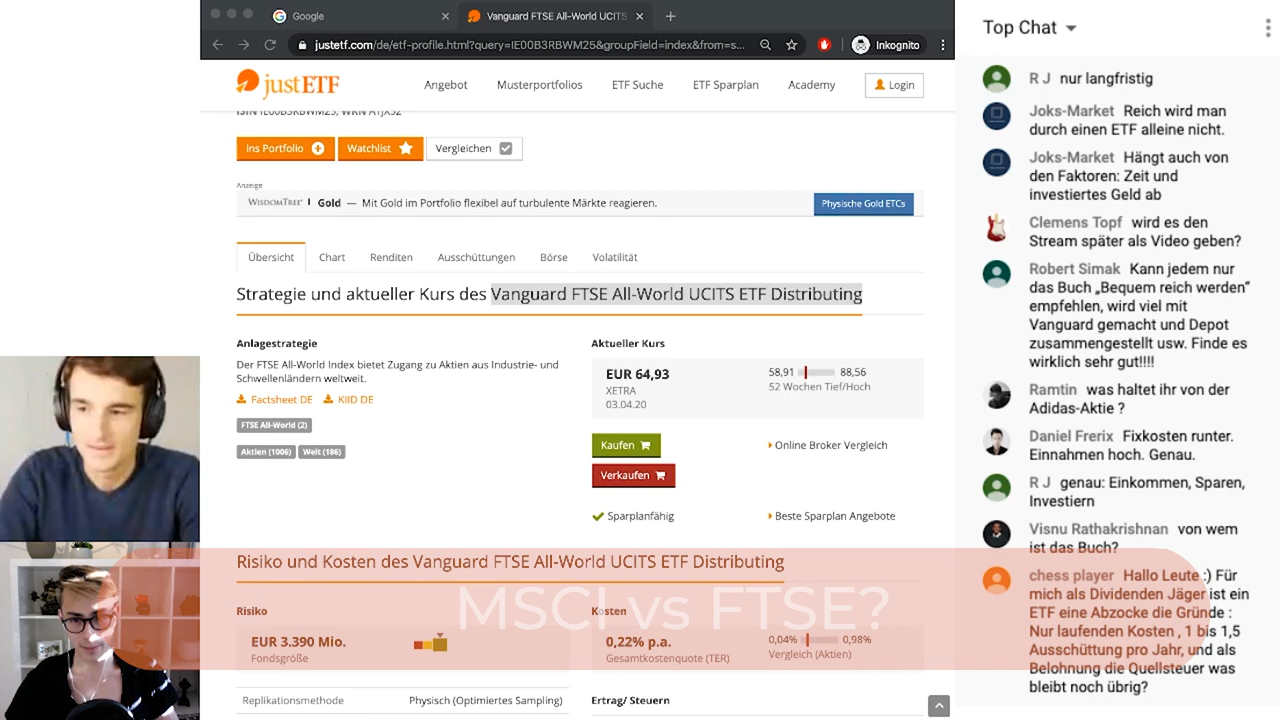 Google
Vanguard FTSE All-World UCITS
justetf.com/de/etf-profile.html?query=IE00B3RBWM25&groupField=index&from=s...
Inkognito
justETF
Angebot
Musterportfolios
ETF Suche
ETF Sparplan
Academy
Login
ISIN IE00B3RBWM25, WKN A1JX52
Ins Portfolio
Watchlist
Vergleichen
Anzeige
WISDOMTREE
Gold — Mit Gold im Portfolio flexibel auf turbulente Märkte reagieren.
Physische Gold ETCs
Übersicht
Chart
Renditen
Ausschüttungen
Börse
Volatilität
Strategie und aktueller Kurs des Vanguard FTSE All-World UCITS ETF Distributing
Anlagestrategie
Der FTSE All-World Index bietet Zugang zu Aktien aus Industrie- und
Schwellenländern weltweit.
Factsheet DE
KIID DE
FTSE All-World (2)
Aktien (1006)
Welt (186)
Aktueller Kurs
EUR 64,93
XETRA
03.04.20
58,91
88,56
52 Wochen Tief/Hoch
Kaufen
Online Broker Vergleich
Verkaufen
Sparplanfähig
Beste Sparplan Angebote
Risiko und Kosten des Vanguard FTSE All-World UCITS ETF Distributing
MSCI vs FTSE?
Risiko
EUR 3.390 Mio.
Fondsgröße
Kosten
0,22% p.a.
Gesamtkostenquote (TER)
0,04%
0,98%
Vergleich (Aktien)
Replikationsmethode
Physisch (Optimiertes Sampling)
Ertrag/ Steuern
Top Chat
R J nur langfristig
Joks-Market Reich wird man
durch einen ETF alleine nicht.
Joks-Market Hängt auch von
den Faktoren: Zeit und
investiertes Geld ab
Clemens Topf wird es den
Stream später als Video geben?
Robert Simak Kann jedem nur
das Buch „Bequem reich werden“
empfehlen, wird viel mit
Vanguard gemacht und Depot
zusammengestellt usw. Finde es
wirklich sehr gut!!!!
Ramtin was haltet ihr von der
Adidas-Aktie ?
Daniel Frerix Fixkosten runter.
Einnahmen hoch. Genau.
R J genau: Einkommen, Sparen,
Investiern
Visnu Rathakrishnan von wem
ist das Buch?
chess player Hallo Leute :) Für
mich als Dividenden Jäger ist ein
ETF eine Abzocke die Gründe :
Nur laufenden Kosten , 1 bis 1,5
Ausschüttung pro Jahr, und als
Belohnung die Quellsteuer was
bleibt noch übrig?